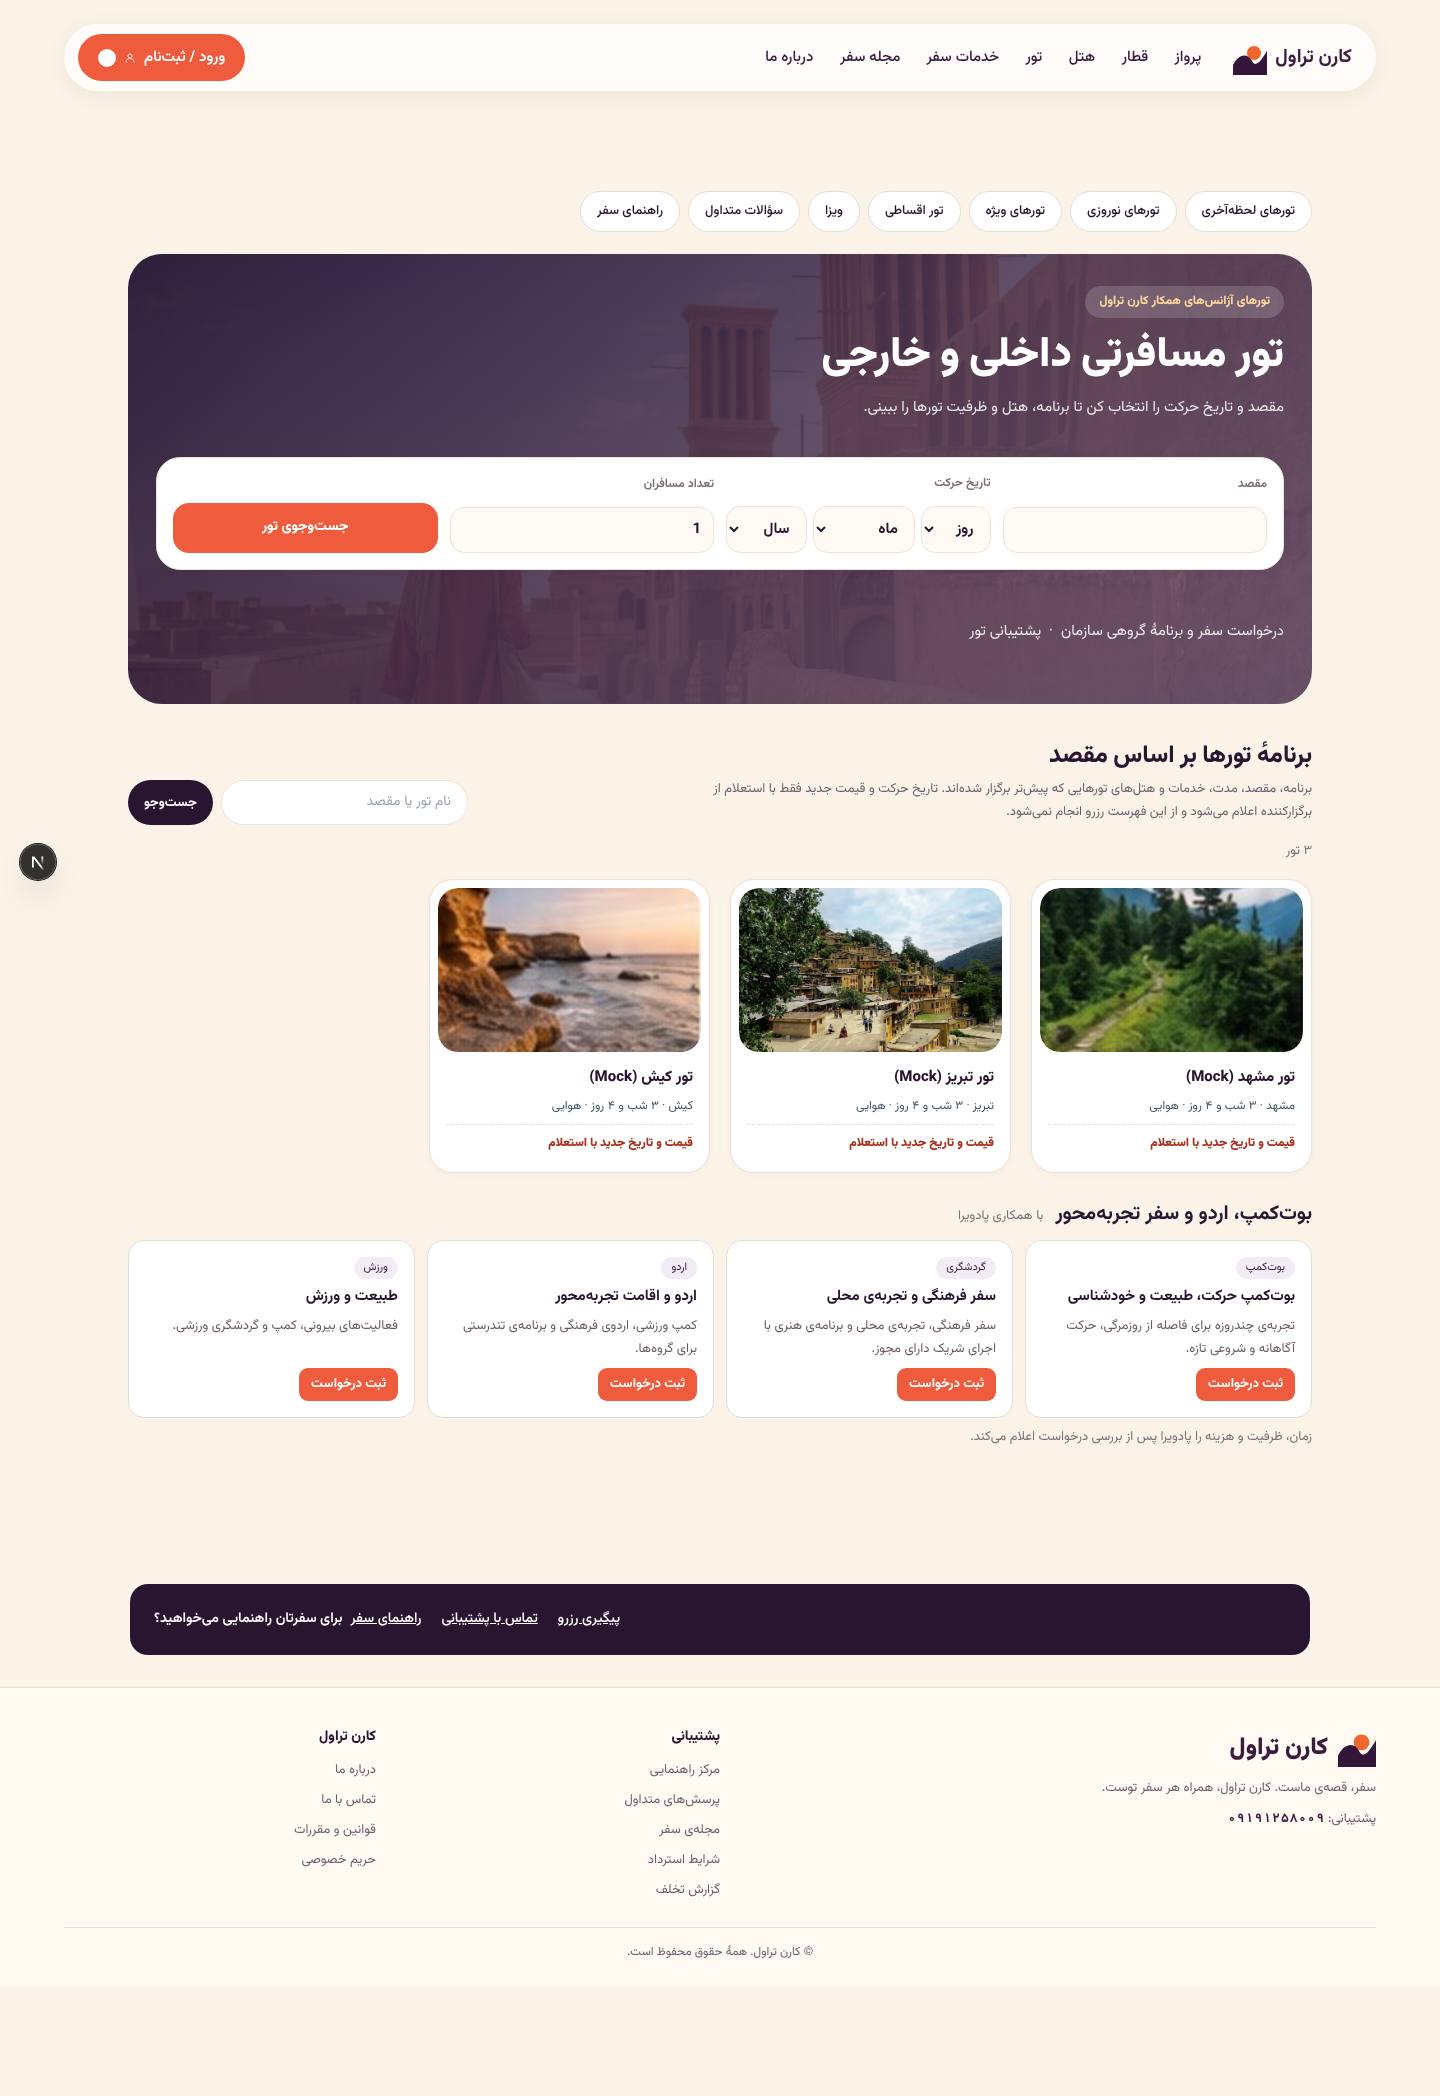 کارن تراول
پرواز
قطار
هتل
تور
خدمات سفر
مجله سفر
درباره ما
ورود / ثبت‌نام
تورهای لحظه‌آخری
تورهای نوروزی
تورهای ویژه
تور اقساطی
ویزا
سؤالات متداول
راهنمای سفر
تورهای آژانس‌های همکار کارن تراول
تور مسافرتی داخلی و خارجی
مقصد و تاریخ حرکت را انتخاب کن تا برنامه، هتل و ظرفیت تورها را ببینی.
مقصد
تاریخ حرکت
تعداد مسافران
روز
ماه
سال
1
جست‌وجوی تور
درخواست سفر و برنامهٔ گروهی سازمان · پشتیبانی تور
برنامهٔ تورها بر اساس مقصد
برنامه، مقصد، مدت، خدمات و هتل‌های تورهایی که پیش‌تر برگزار شده‌اند. تاریخ حرکت و قیمت جدید فقط با استعلام از
برگزارکننده اعلام می‌شود و از این فهرست رزرو انجام نمی‌شود.
نام تور یا مقصد
جست‌وجو
۳ تور
N
تور مشهد (Mock)
مشهد · ۳ شب و ۴ روز · هوایی
قیمت و تاریخ جدید با استعلام
تور تبریز (Mock)
تبریز · ۳ شب و ۴ روز · هوایی
قیمت و تاریخ جدید با استعلام
تور کیش (Mock)
کیش · ۳ شب و ۴ روز · هوایی
قیمت و تاریخ جدید با استعلام
بوت‌کمپ، اردو و سفر تجربه‌محور
با همکاری پادویرا
بوت‌کمپ
بوت‌کمپ حرکت، طبیعت و خودشناسی
تجربه‌ی چندروزه برای فاصله از روزمرگی، حرکت
آگاهانه و شروعی تازه.
ثبت درخواست
گردشگری
سفر فرهنگی و تجربه‌ی محلی
سفر فرهنگی، تجربه‌ی محلی و برنامه‌ی هنری با
اجرای شریک دارای مجوز.
ثبت درخواست
اردو
اردو و اقامت تجربه‌محور
کمپ ورزشی، اردوی فرهنگی و برنامه‌ی تندرستی
برای گروه‌ها.
ثبت درخواست
ورزش
طبیعت و ورزش
فعالیت‌های بیرونی، کمپ و گردشگری ورزشی.
ثبت درخواست
زمان، ظرفیت و هزینه را پادویرا پس از بررسی درخواست اعلام می‌کند.
برای سفرتان راهنمایی می‌خواهید؟
راهنمای سفر
تماس با پشتیبانی
پیگیری رزرو
کارن تراول
سفر، قصه‌ی ماست. کارن تراول، همراه هر سفر توست.
پشتیبانی: ۰۹۱۹۱۲۵۸۰۰۹
پشتیبانی
مرکز راهنمایی
پرسش‌های متداول
مجله‌ی سفر
شرایط استرداد
گزارش تخلف
کارن تراول
درباره ما
تماس با ما
قوانین و مقررات
حریم خصوصی
© کارن تراول. همهٔ حقوق محفوظ است.